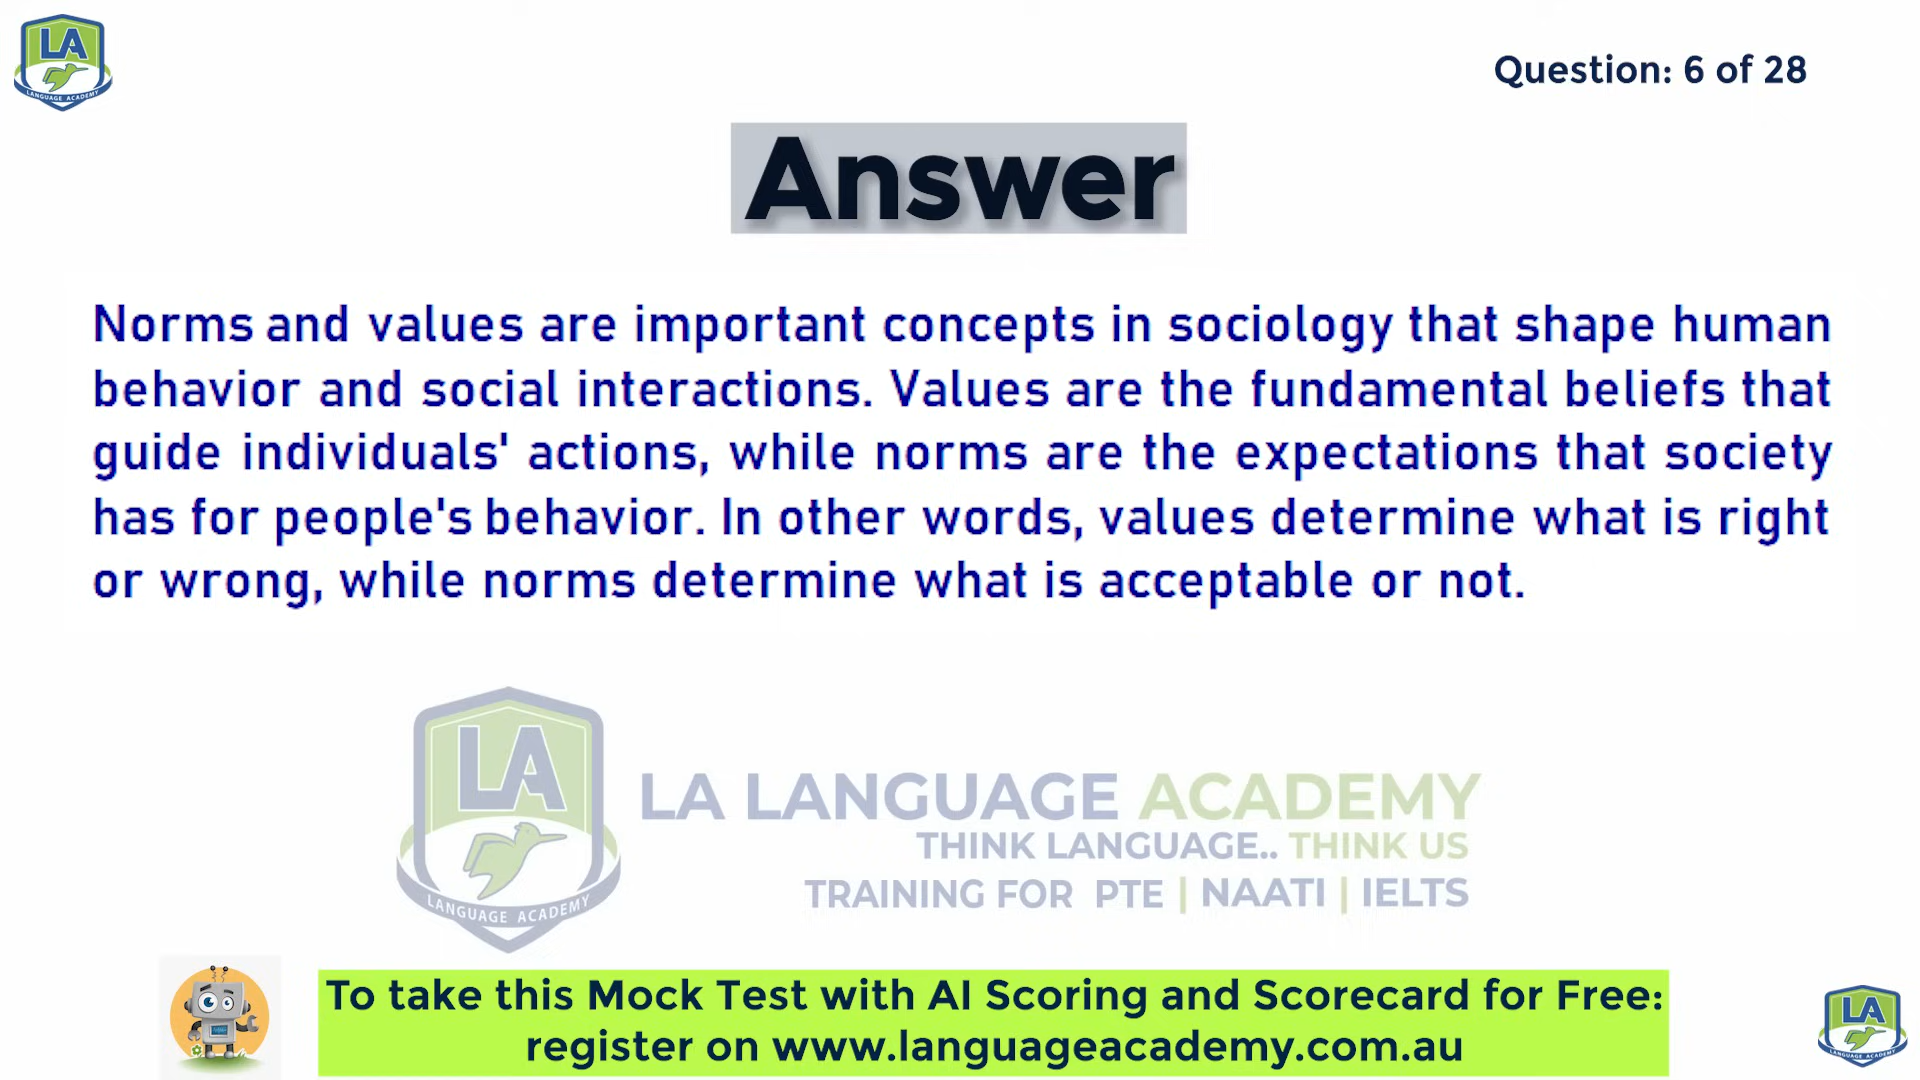 LA
LANGUAGE ACADEMY
Question: 6 of 28
Answer
Norms and values are important concepts in sociology that shape human
behavior and social interactions. Values are the fundamental beliefs that
guide individuals' actions, while norms are the expectations that society
has for people's behavior. In other words, values determine what is right
or wrong, while norms determine what is acceptable or not.
LA
LANGUAGE ACADEMY
LA LANGUAGE ACADEMY
THINK LANGUAGE.. THINK US
TRAINING FOR PTE | NAATI | IELTS
To take this Mock Test with AI Scoring and Scorecard for Free:
register on www.languageacademy.com.au
LA
LANGUAGE ACADEMY